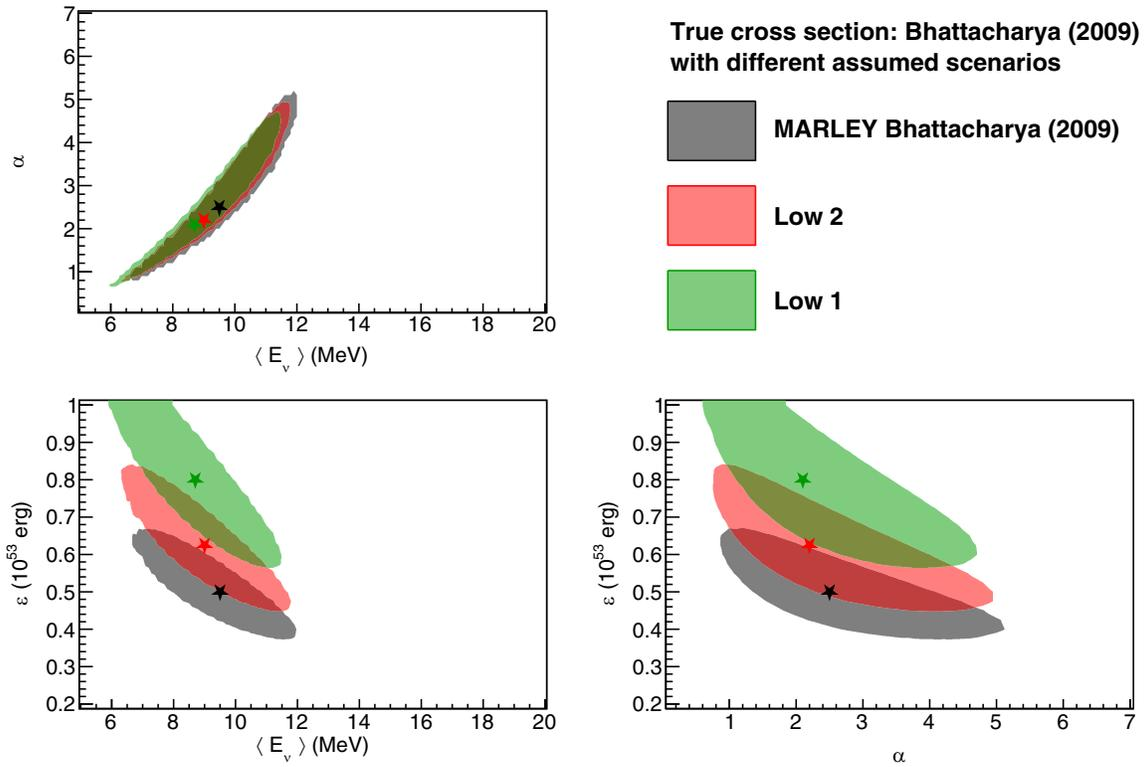 True cross section: Bhattacharya (2009)
with different assumed scenarios
MARLEY Bhattacharya (2009)
Low 2
Low 1
7
6
5
4
3
2
1
α
6 8 10 12 14 16 18 20
⟨ E_ν ⟩ (MeV)
1
0.9
0.8
0.7
0.6
0.5
0.4
0.3
0.2
ε (10^53 erg)
6 8 10 12 14 16 18 20
⟨ E_ν ⟩ (MeV)
1
0.9
0.8
0.7
0.6
0.5
0.4
0.3
0.2
ε (10^53 erg)
1 2 3 4 5 6 7
α